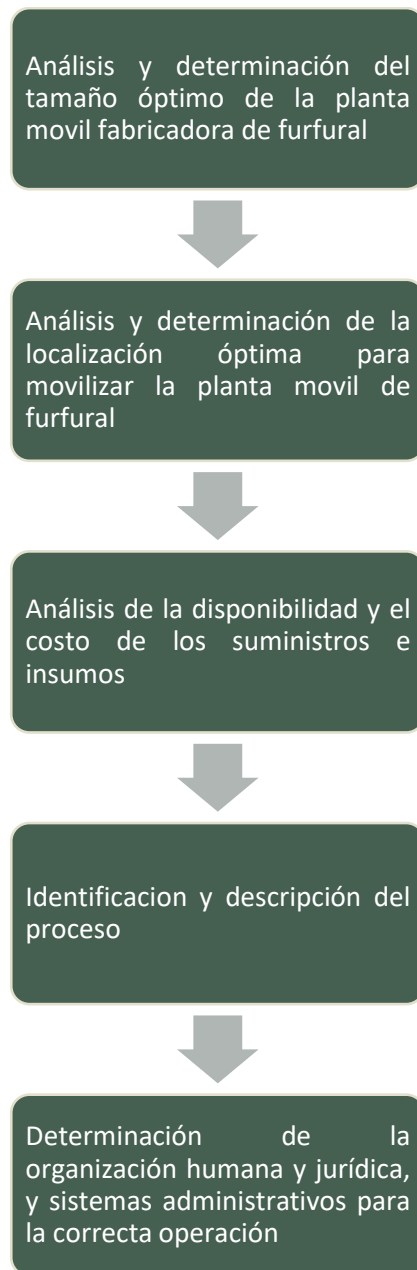 Análisis y determinación del
tamaño óptimo de la planta
movil fabricadora de furfural
Análisis y determinación de la
localización óptima para
movilizar la planta movil de
furfural
Análisis de la disponibilidad y el
costo de los suministros e
insumos
Identificacion y descripción del
proceso
Determinación de la
organización humana y jurídica,
y sistemas administrativos para
la correcta operación